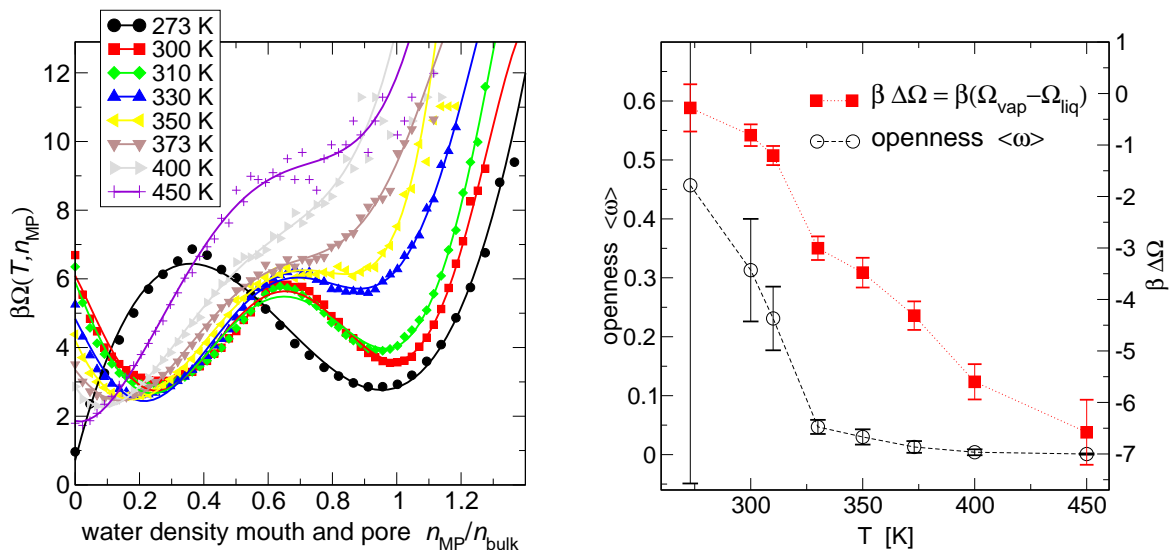 273 K
300 K
310 K
330 K
350 K
373 K
400 K
450 K
12
10
8
6
4
2
0
βΩ(T,n_MP)
0 0.2 0.4 0.6 0.8 1 1.2
water density mouth and pore n_MP/n_bulk
β ΔΩ = β(Ω_vap−Ω_liq)
openness <ω>
0.6
0.5
0.4
0.3
0.2
0.1
0
openness <ω>
1
0
-1
-2
-3
-4
-5
-6
-7
β ΔΩ
300 350 400 450
T [K]